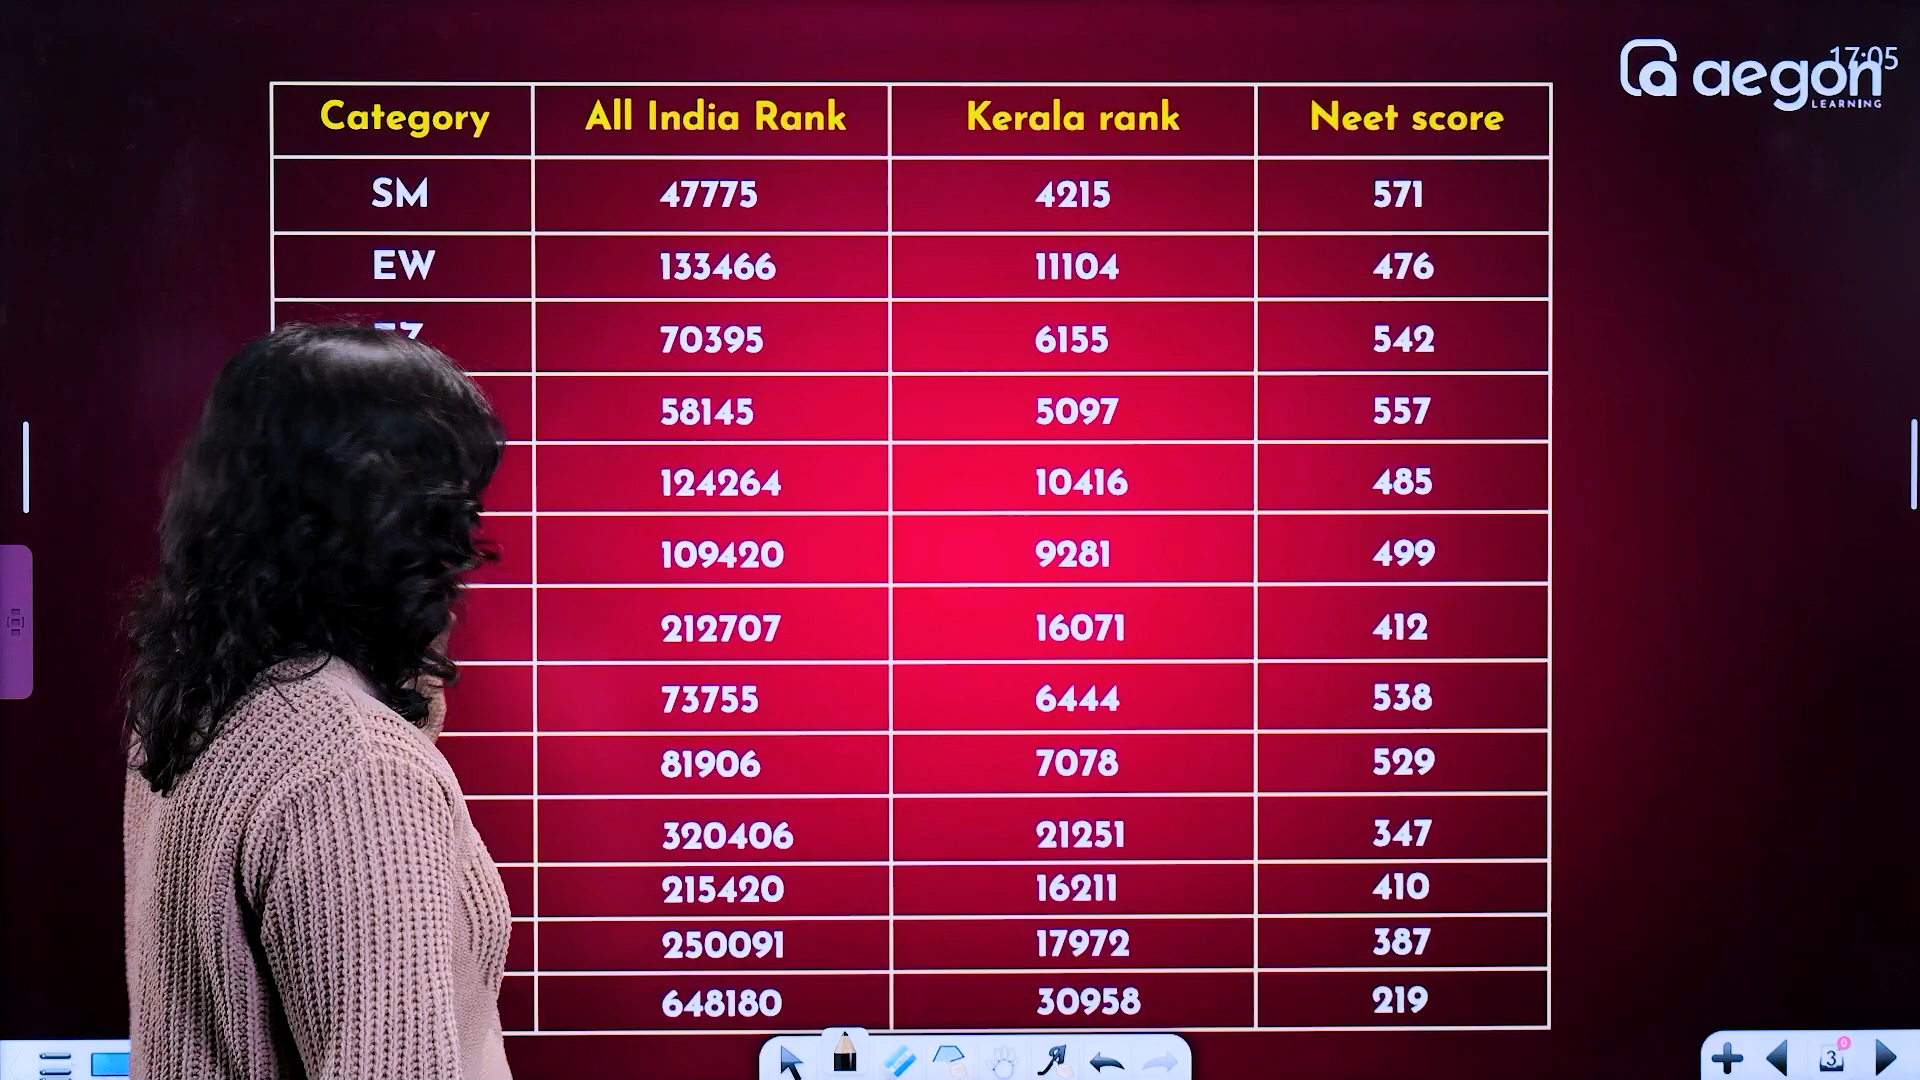 aegon
LEARNING
17:05
Category All India Rank Kerala rank Neet score
SM 47775 4215 571
EW 133466 11104 476
70395 6155 542
58145 5097 557
124264 10416 485
109420 9281 499
212707 16071 412
73755 6444 538
81906 7078 529
320406 21251 347
215420 16211 410
250091 17972 387
648180 30958 219
3
0